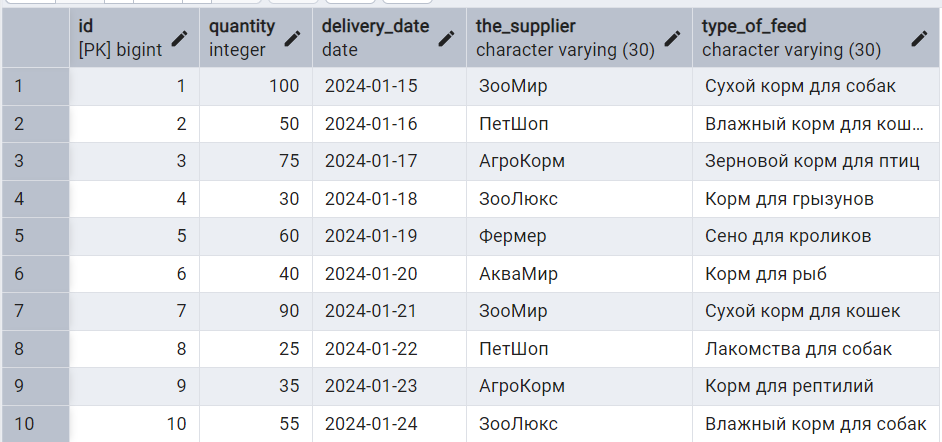 id quantity delivery_date the_supplier type_of_feed
[PK] bigint integer date character varying (30) character varying (30)
1 1 100 2024-01-15 ЗооМир Сухой корм для собак
2 2 50 2024-01-16 ПетШоп Влажный корм для кош...
3 3 75 2024-01-17 АгроКорм Зерновой корм для птиц
4 4 30 2024-01-18 ЗооЛюкс Корм для грызунов
5 5 60 2024-01-19 Фермер Сено для кроликов
6 6 40 2024-01-20 АкваМир Корм для рыб
7 7 90 2024-01-21 ЗооМир Сухой корм для кошек
8 8 25 2024-01-22 ПетШоп Лакомства для собак
9 9 35 2024-01-23 АгроКорм Корм для рептилий
10 10 55 2024-01-24 ЗооЛюкс Влажный корм для собак